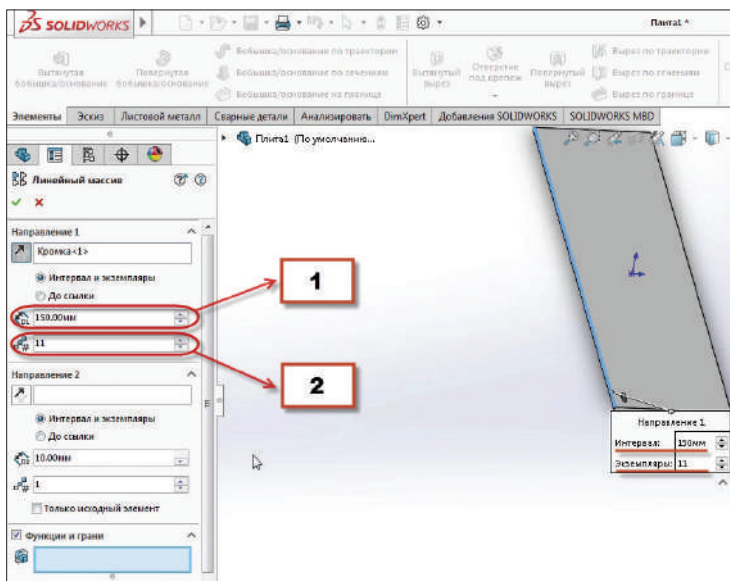 SOLIDWORKS
Плита1 *
Вытянутая бобышка/основание
Повернутая бобышка/основание
Бобышка/основание по траектории
Бобышка/основание по сечениям
Бобышка/основание на границе
Вытянутый вырез
Отверстие под крепеж
Повернутый вырез
Вырез по траектории
Вырез по сечениям
Вырез по границе
Элементы Эскиз Листовой металл Сварные детали Анализировать DimXpert Добавления SOLIDWORKS SOLIDWORKS MBD
Плита1 (По умолчанию...
Линейный массив
Направление 1
Кромка<1>
Интервал и экземпляры
До ссылки
150.00мм
11
1
2
Направление 2
Интервал и экземпляры
До ссылки
10.00мм
1
Только исходный элемент
Функции и грани
Направление 1
Интервал: 150мм
Экземпляры: 11